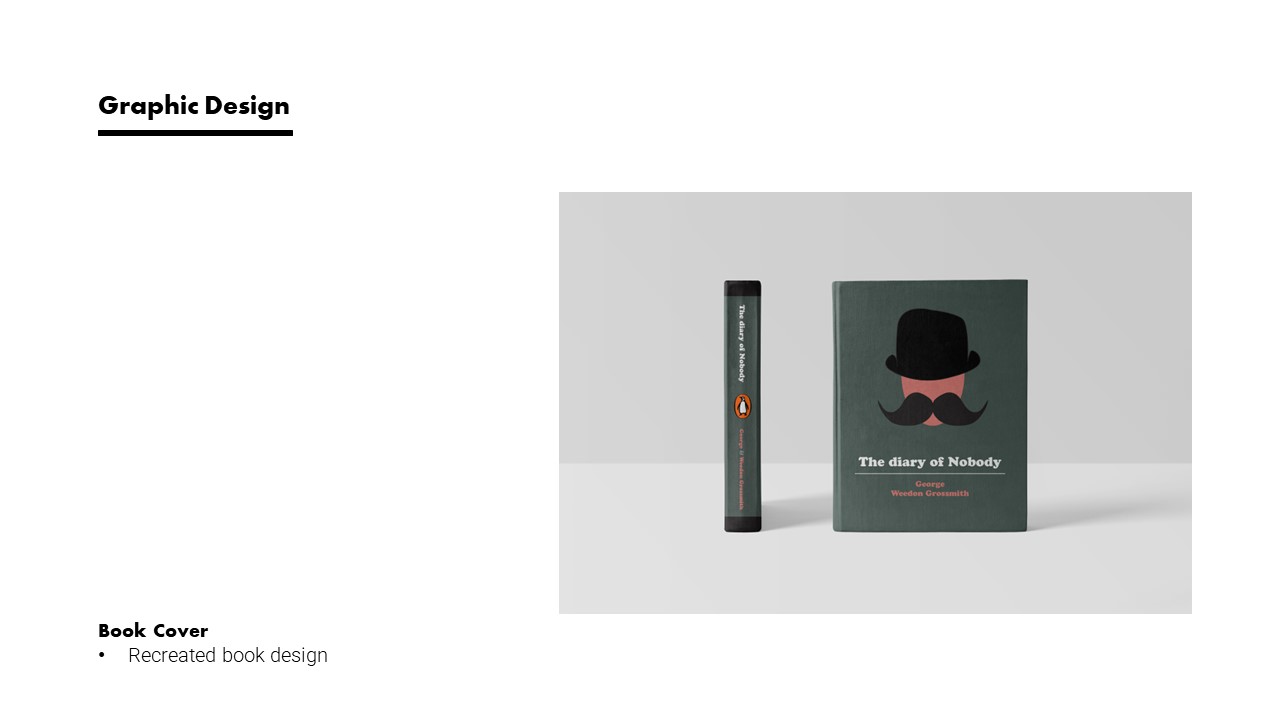 Graphic Design
The diary of Nobody
George & Weedon Grossmith
The diary of Nobody
George
Weedon Grossmith
Book Cover
• Recreated book design